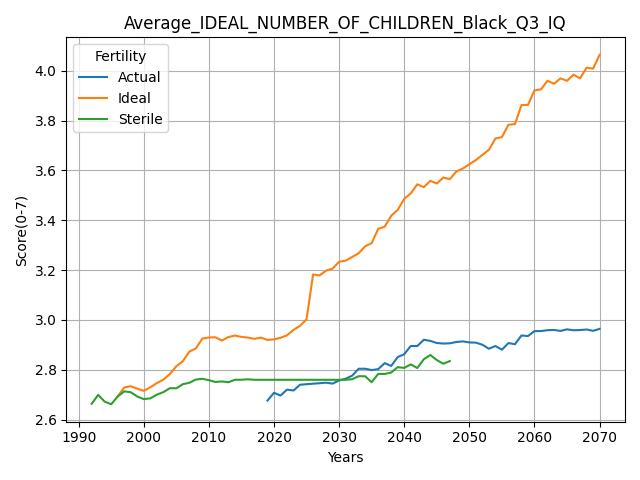 Average_IDEAL_NUMBER_OF_CHILDREN_Black_Q3_IQ
Fertility
Actual
Ideal
Sterile
Score(0-7)
4.0
3.8
3.6
3.4
3.2
3.0
2.8
2.6
1990 2000 2010 2020 2030 2040 2050 2060 2070
Years